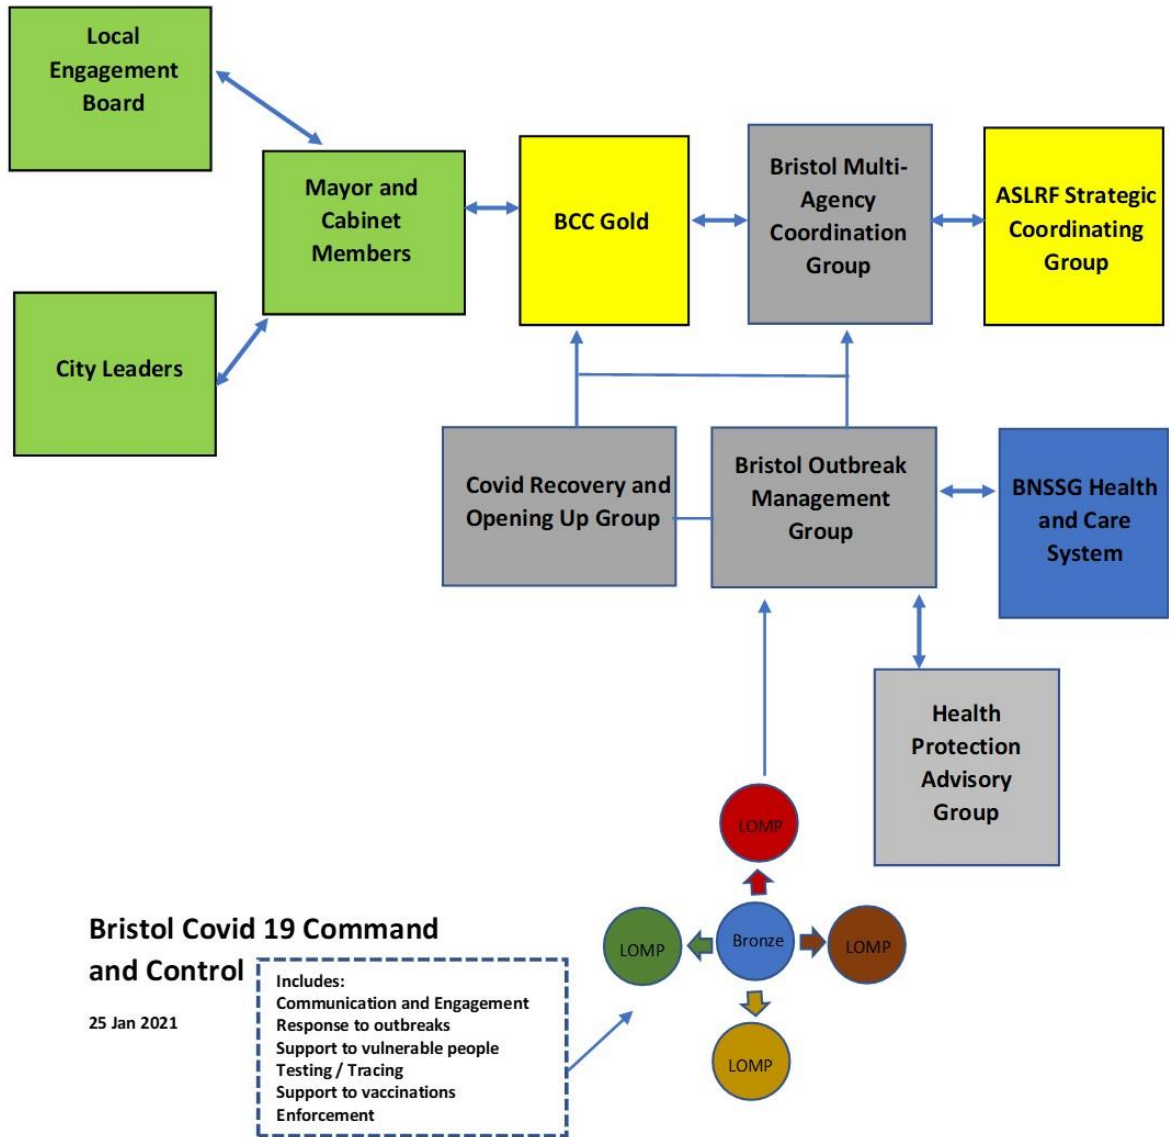 Local
Engagement
Board
Mayor and
Cabinet
Members
City Leaders
BCC Gold
Bristol Multi-
Agency
Coordination
Group
ASLRF Strategic
Coordinating
Group
Covid Recovery and
Opening Up Group
Bristol Outbreak
Management
Group
BNSSG Health
and Care
System
Health
Protection
Advisory
Group
LOMP
LOMP
Bronze
LOMP
LOMP
Bristol Covid 19 Command
and Control
25 Jan 2021
Includes:
Communication and Engagement
Response to outbreaks
Support to vulnerable people
Testing / Tracing
Support to vaccinations
Enforcement